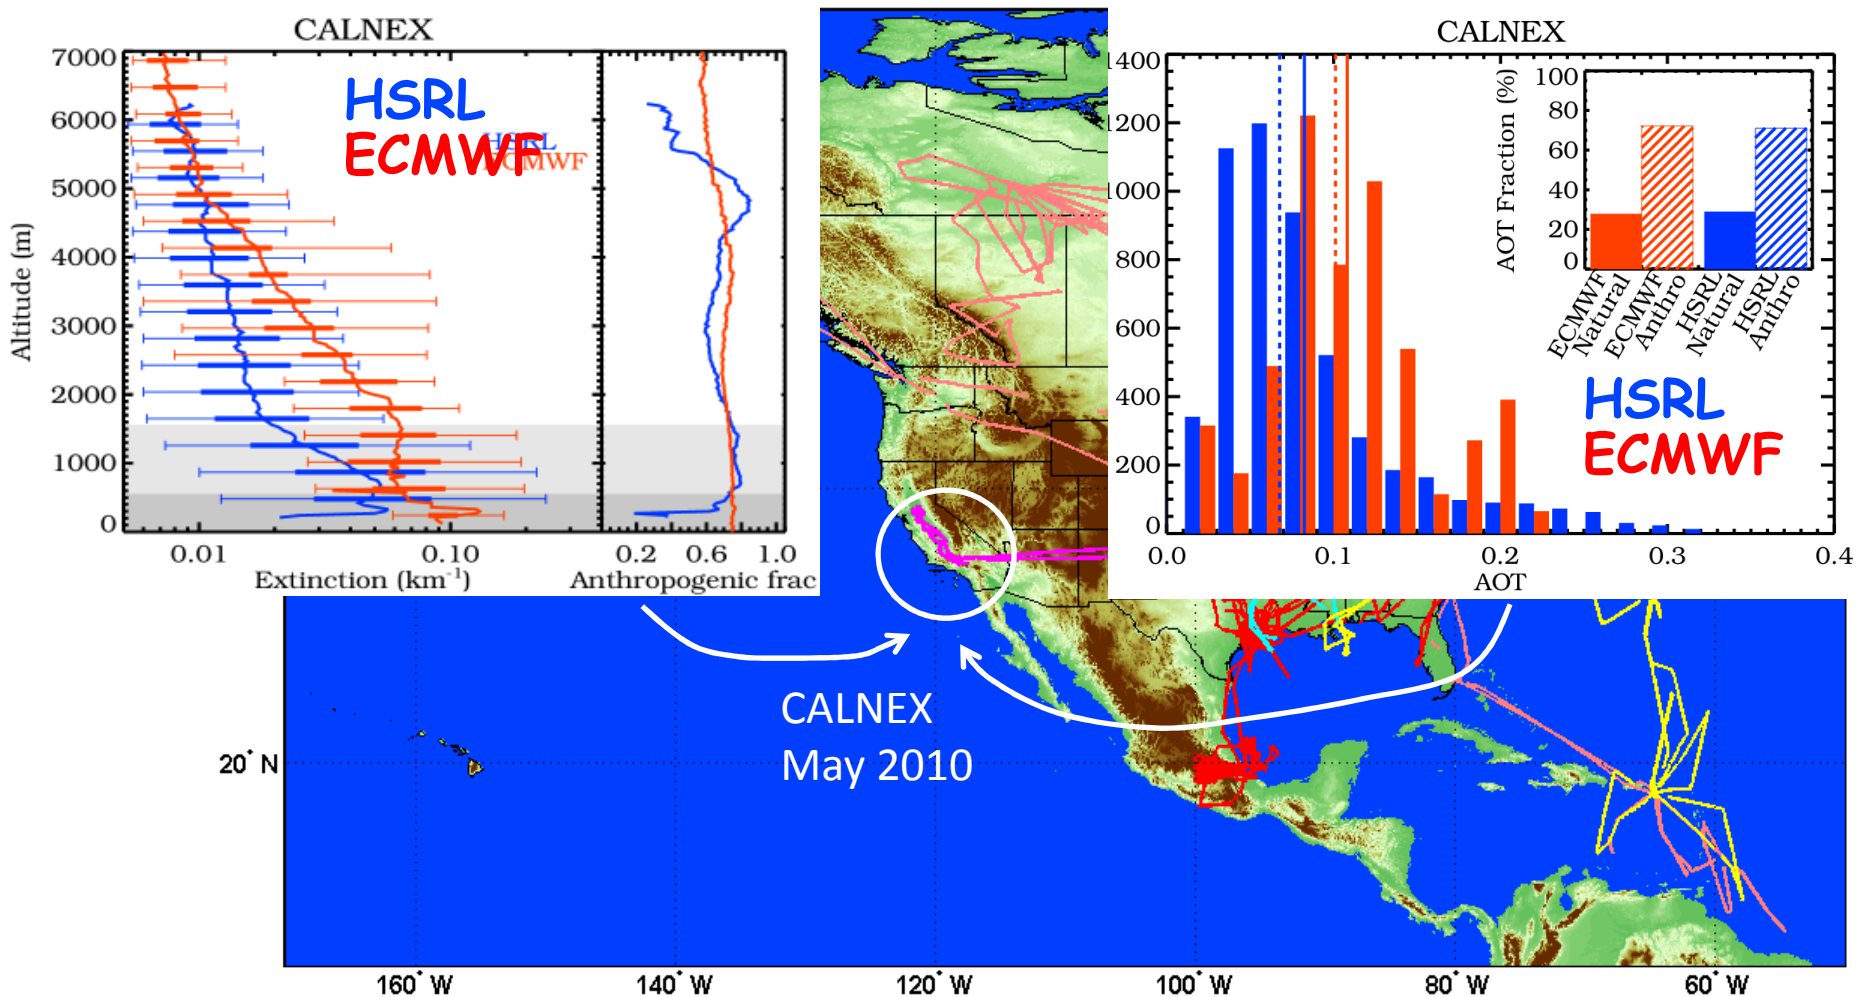 CALNEX
7000
6000
5000
4000
3000
2000
1000
0
Altitude (m)
HSRL
ECMWF
HSRL
ECMWF
0.01
0.10
0.2
0.6
1.0
Extinction (km-1)
Anthropogenic frac
CALNEX
1400
1200
1000
800
600
400
200
0
0.0
0.1
0.2
0.3
0.4
AOT
AOT Fraction (%)
100
80
60
40
20
0
ECMWF
Natural
ECMWF
Anthro
HSRL
Natural
HSRL
Anthro
HSRL
ECMWF
CALNEX
May 2010
20° N
160° W
140° W
120° W
100° W
80° W
60° W